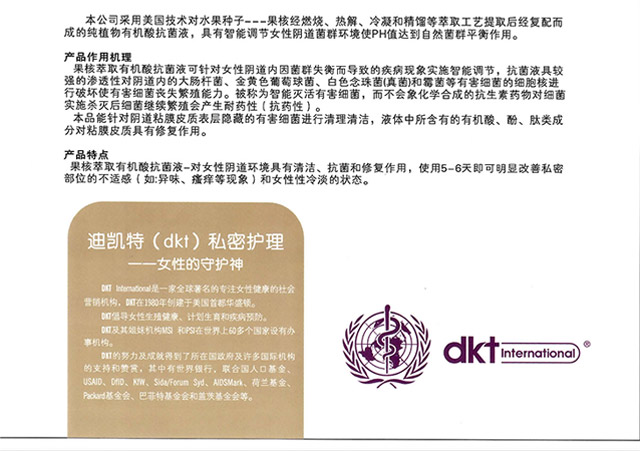 本公司采用美国技术对水果种子---果核经燃烧、热解、冷凝和精馏等萃取工艺提取后经复配而
成的纯植物有机酸抗菌液，具有智能调节女性阴道菌群环境使PH值达到自然菌群平衡作用。
产品作用机理
果核萃取有机酸抗菌液可针对女性阴道内因菌群失衡而导致的疾病现象实施智能调节，抗菌液具较
强的渗透性对阴道内的大肠杆菌、金黄色葡萄球菌、白色念珠菌(真菌)和霉菌等有害细菌的细胞核进
行破坏使有害细菌丧失繁殖能力。被称为智能灭活有害细菌，而不会象化学合成的抗生素药物对细菌
实施杀灭后细菌继续繁殖会产生耐药性（抗药性）。
本品能针对阴道粘膜皮质表层隐藏的有害细菌进行清理清洁，液体中所含有的有机酸、酚、肽类成
分对粘膜皮质具有修复作用。
产品特点
果核萃取有机酸抗菌液-对女性阴道环境具有清洁、抗菌和修复作用，使用5-6天即可明显改善私密
部位的不适感（如:异味、瘙痒等现象）和女性性冷淡的状态。
迪凯特（dkt）私密护理
——女性的守护神
DKT International是一家全球著名的专注女性健康的社会
营销机构，DKT在1980年创建于美国首都华盛顿。
DKT倡导女性生殖健康、计划生育和疾病预防。
DKT及其姐妹机构MSI 和PSI在世界上60多个国家设有办
事机构。
DKT的努力及成就得到了所在国政府及许多国际机构
的支持和赞赏，其中有世界银行，联合国人口基金、
USAID、DfID、KfW、Sida/Forum Syd、AIDSMark、荷兰基金、
Packard基金会、巴菲特基金会和盖茨基金会等。
dkt International ®